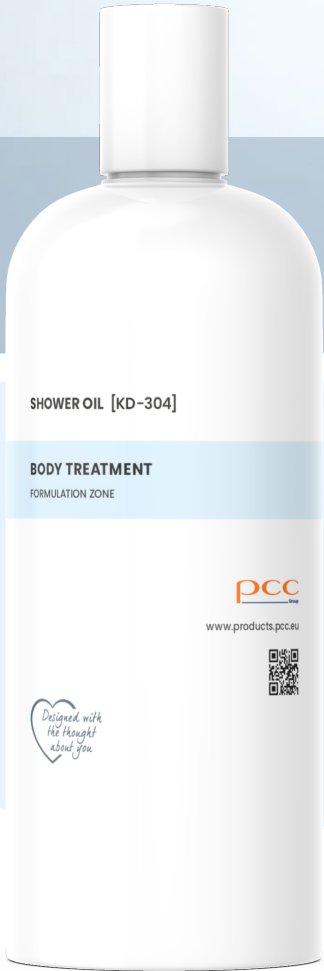 SHOWER OIL [KD-304]
BODY TREATMENT
FORMULATION ZONE
pcc
Group
www.products.pcc.eu
Designed with
the thought
about you